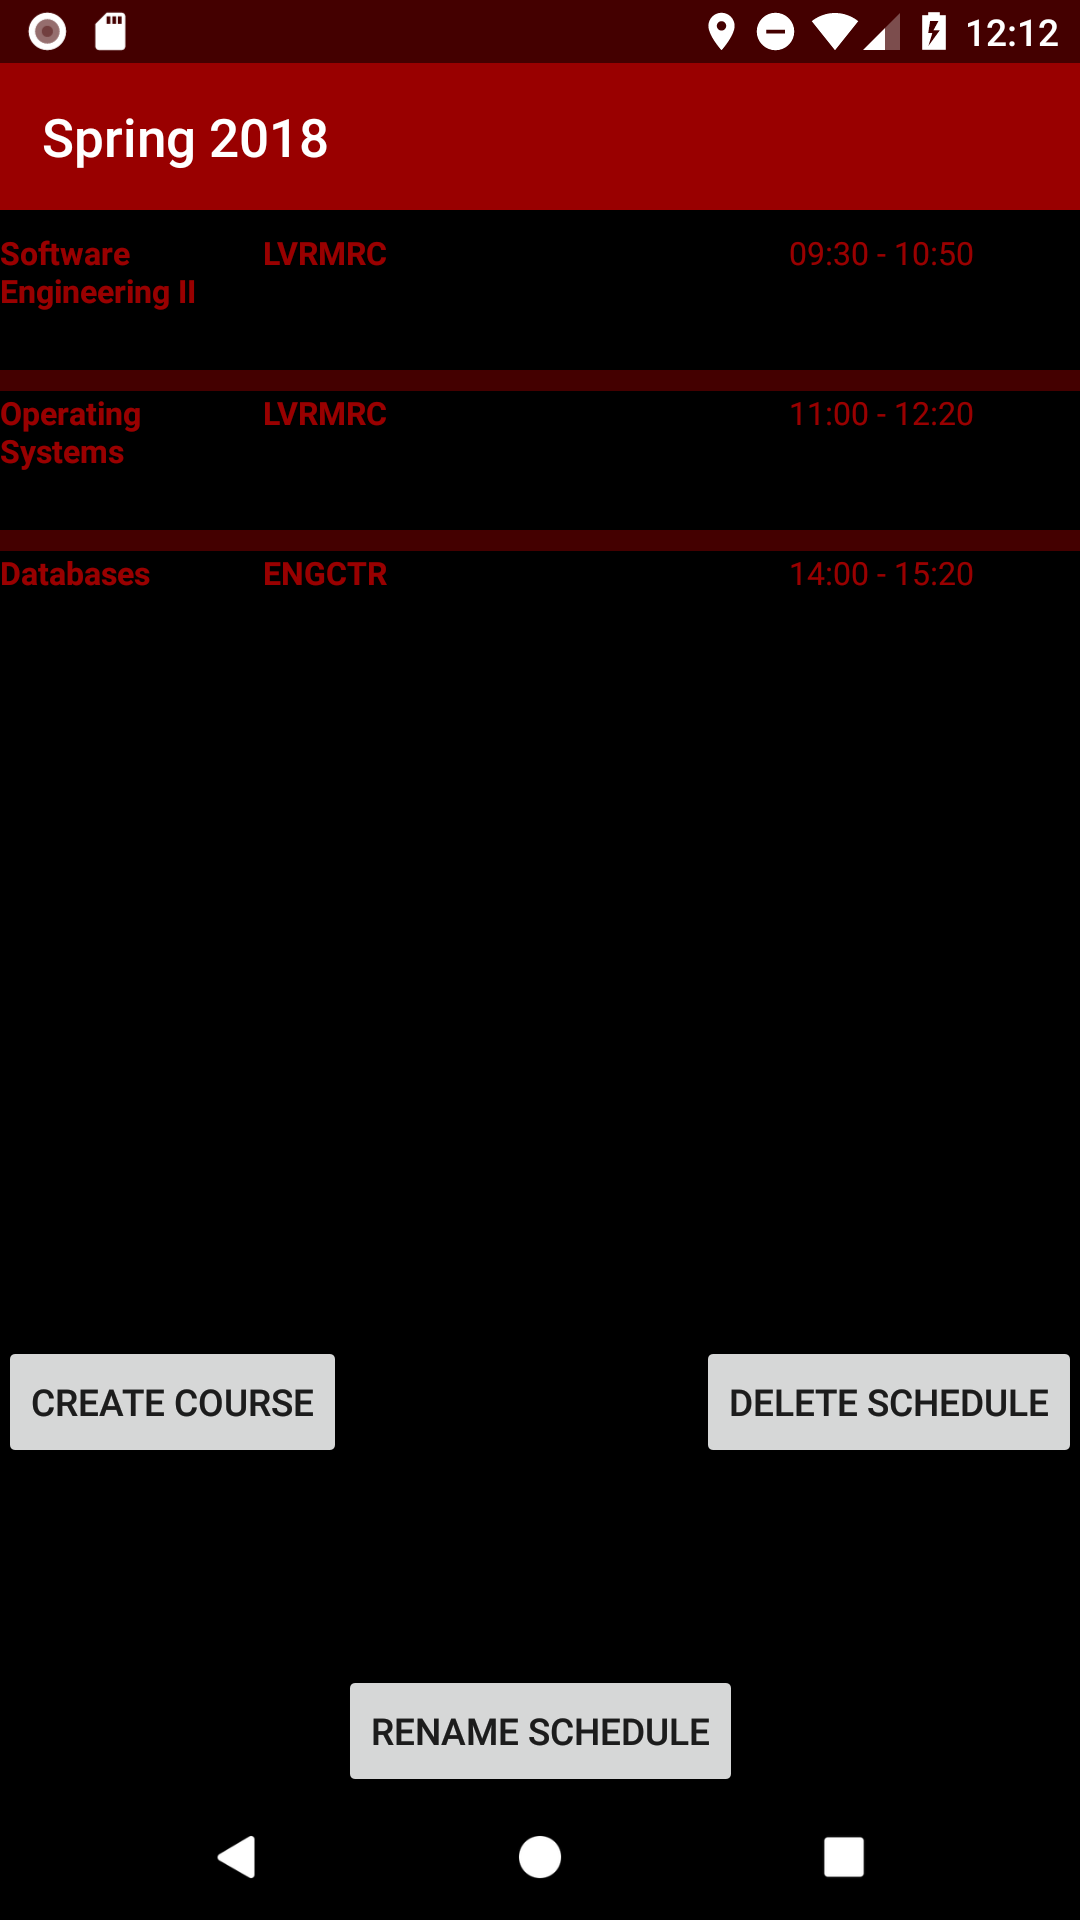 12:12
Spring 2018
Software Engineering II LVRMRC 09:30 - 10:50
Operating Systems LVRMRC 11:00 - 12:20
Databases ENGCTR 14:00 - 15:20
CREATE COURSE DELETE SCHEDULE
RENAME SCHEDULE